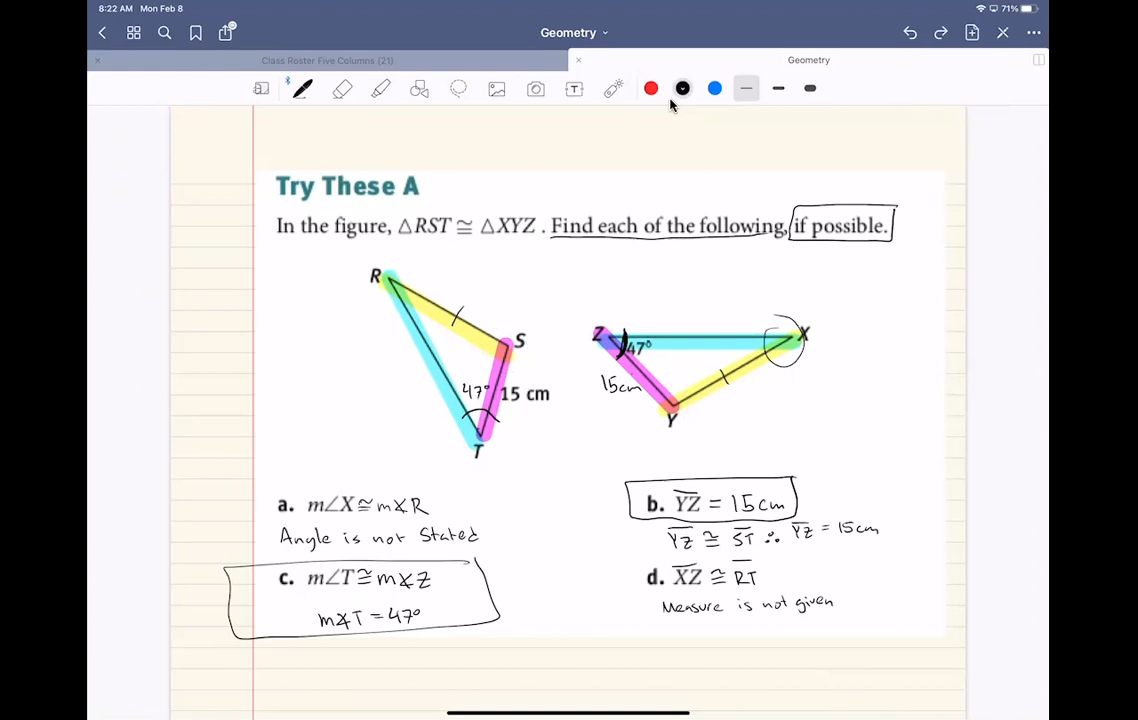 8:22 AM Mon Feb 8
71%
Geometry
Class Roster Five Columns (21)
Geometry
Try These A
In the figure, △RST ≅ △XYZ . Find each of the following, if possible.
R
S
Z
X
47°
47°
15 cm
15cm
Y
T
a. m∠X ≅ m∡R
Angle is not Stated
b. YZ = 15cm
YZ ≅ ST ∴ YZ = 15cm
c. m∠T ≅ m∡Z
m∡T = 47°
d. XZ ≅ RT
Measure is not given